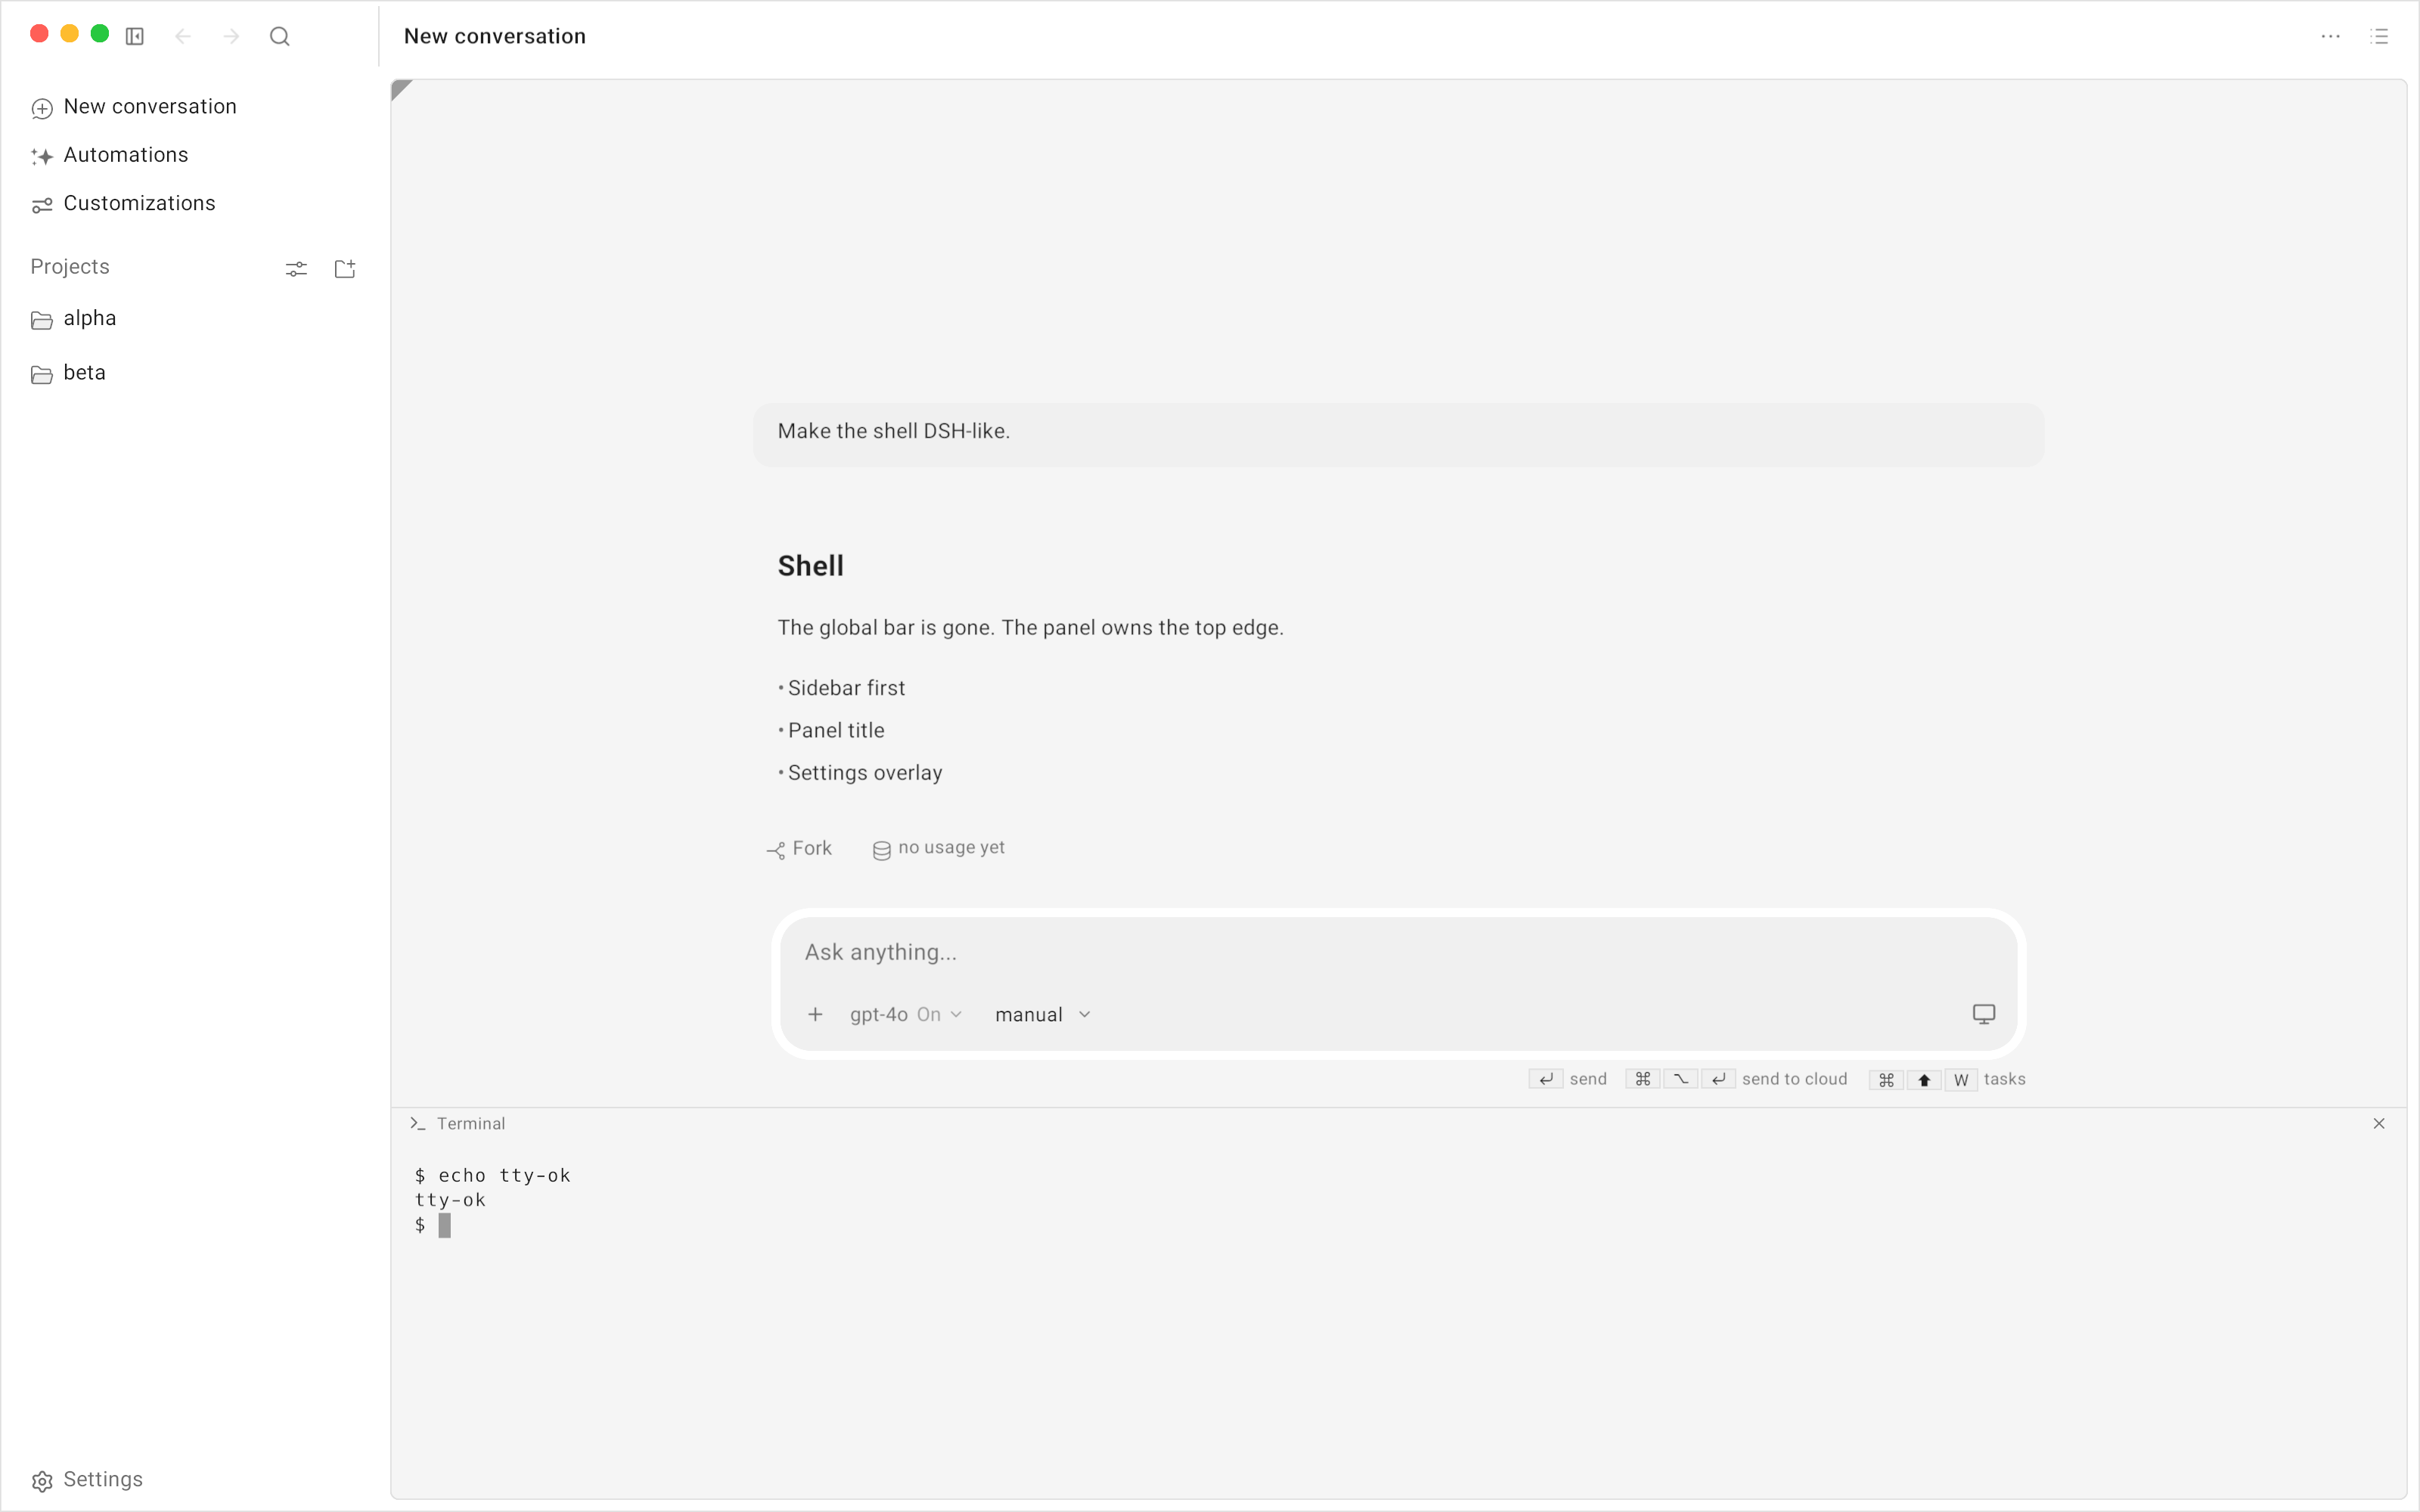 New conversation
New conversation
Automations
Customizations
Projects
alpha
beta
Settings
Make the shell DSH-like.
Shell
The global bar is gone. The panel owns the top edge.
• Sidebar first
• Panel title
• Settings overlay
Fork no usage yet
Ask anything...
+ gpt-4o On manual
↵ send ⌘ ⌥ ↵ send to cloud ⌘ ⬆ W tasks
>_ Terminal
$ echo tty-ok
tty-ok
$